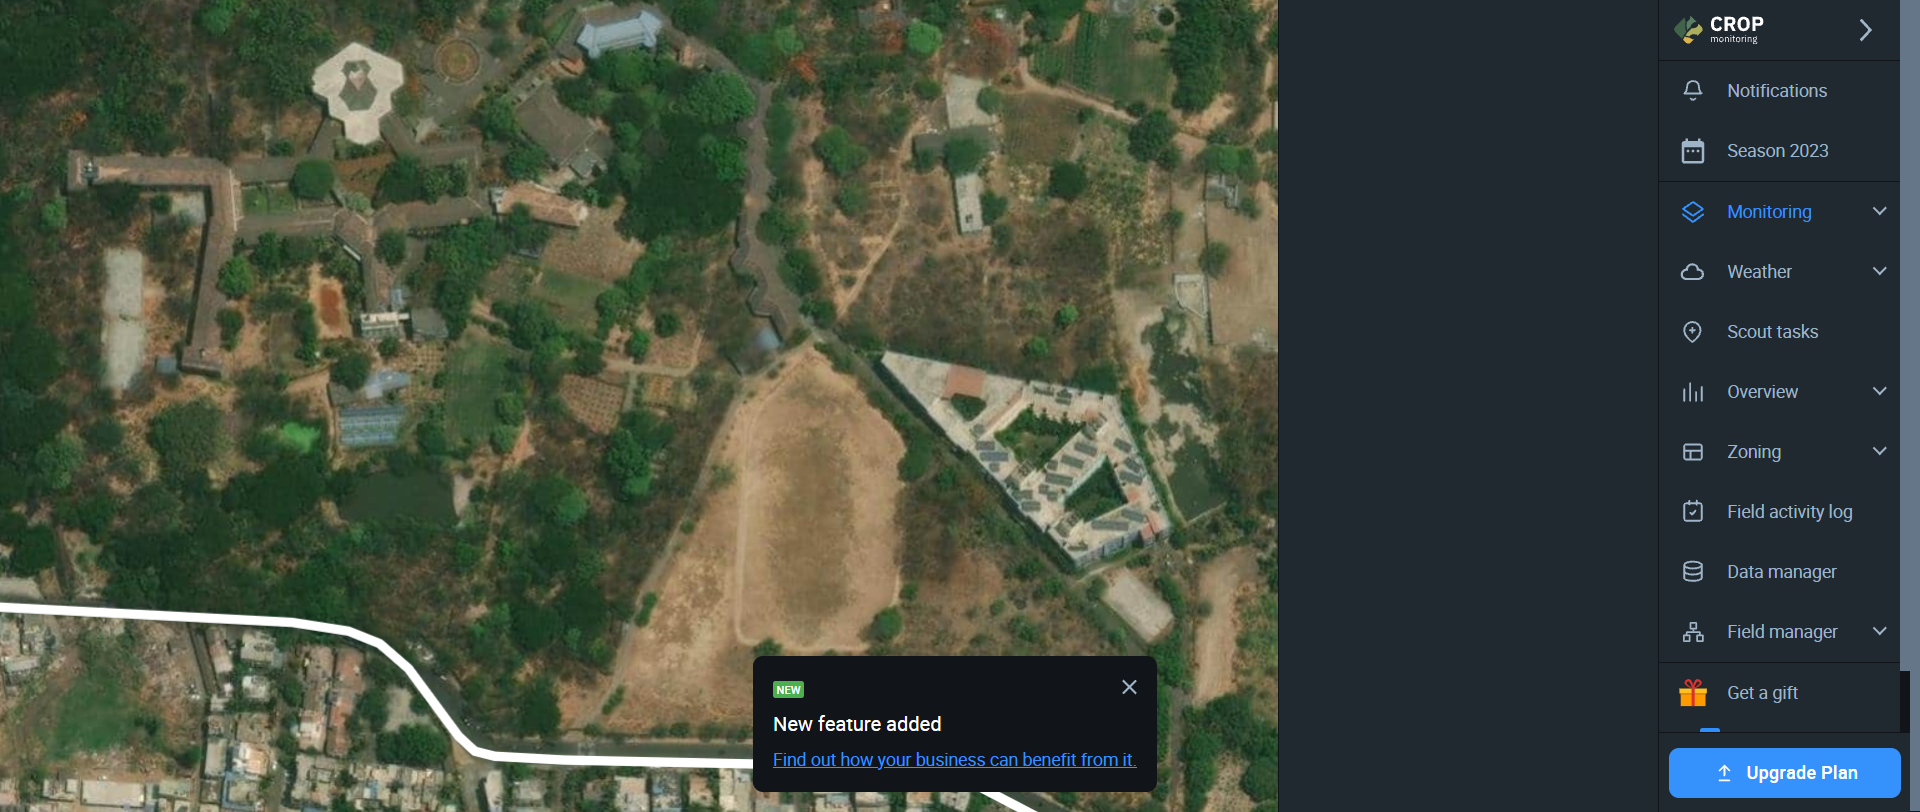 CROP
monitoring
Notifications
Season 2023
Monitoring
Weather
Scout tasks
Overview
Zoning
Field activity log
Data manager
Field manager
Get a gift
Upgrade Plan
NEW
New feature added
Find out how your business can benefit from it.